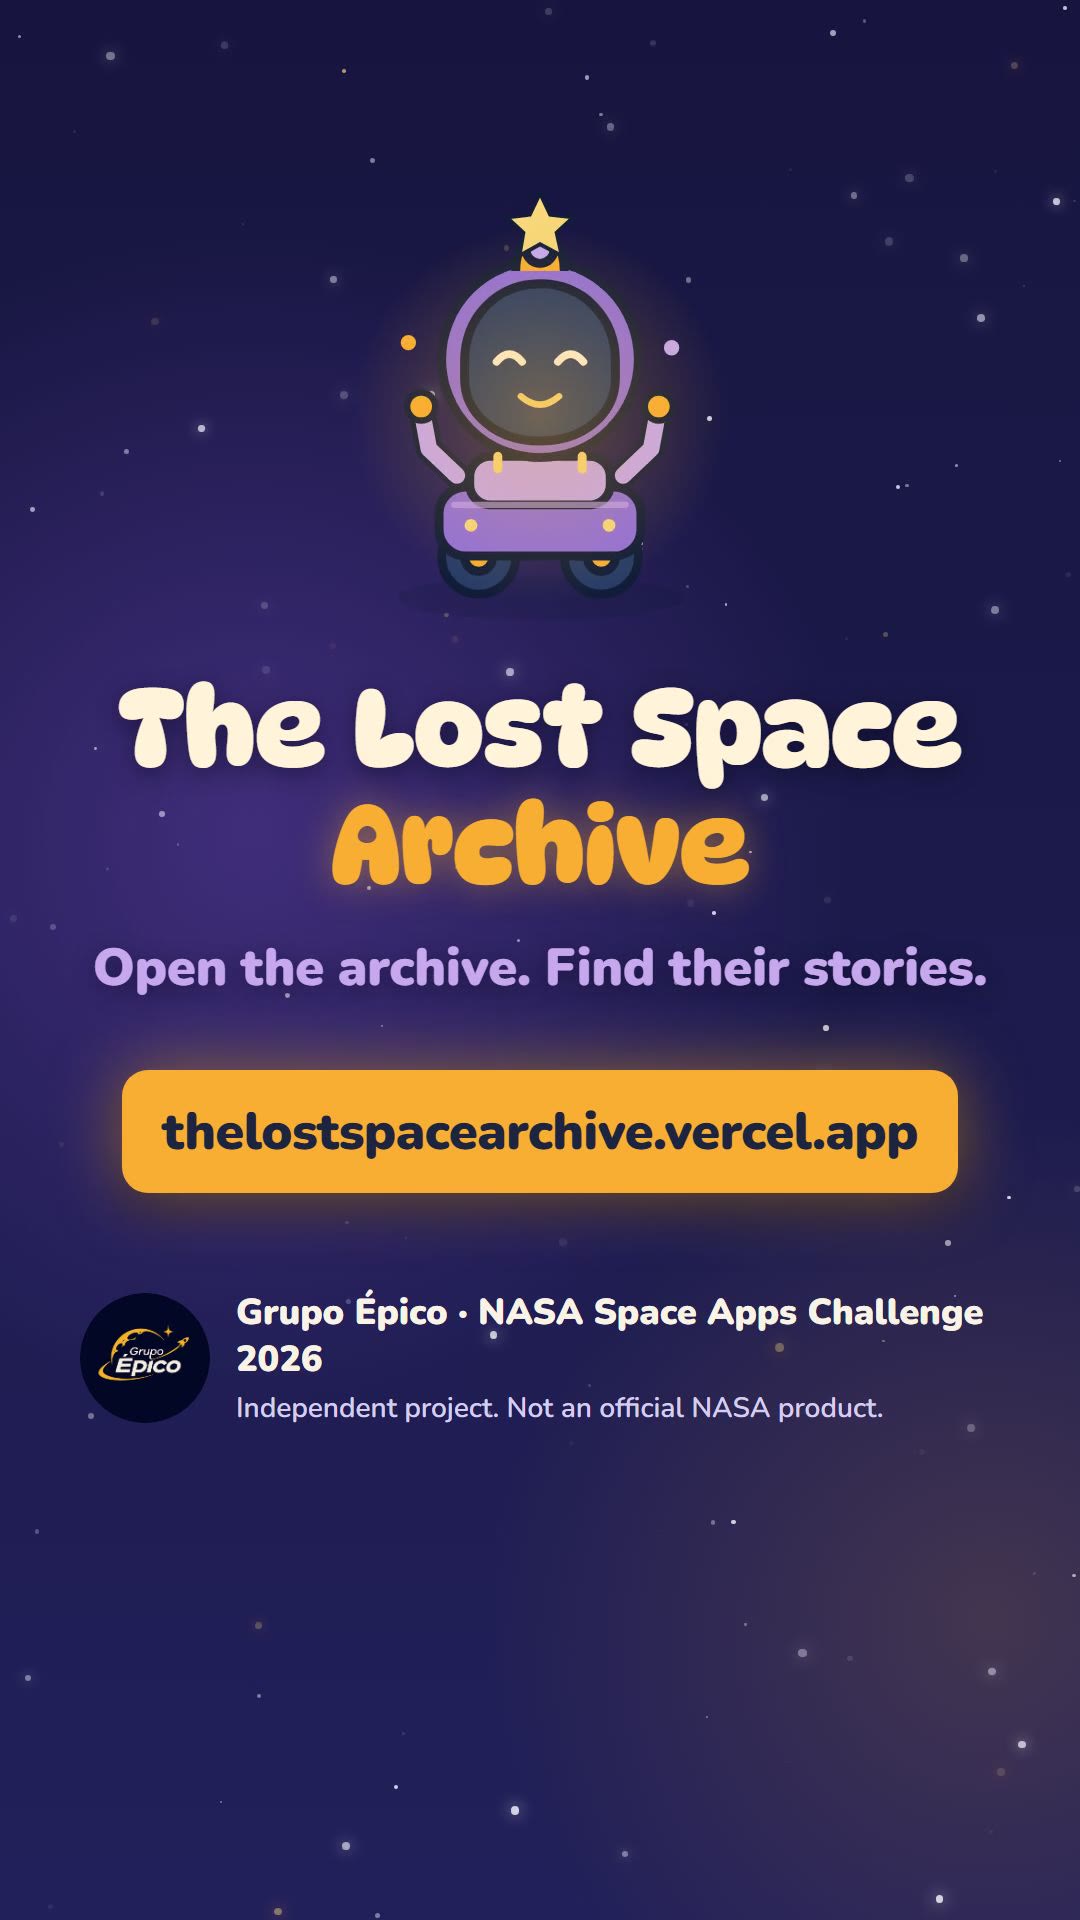 The Lost Space
Archive
Open the archive. Find their stories.
thelostspacearchive.vercel.app
Grupo
Épico
Grupo Épico · NASA Space Apps Challenge
2026
Independent project. Not an official NASA product.